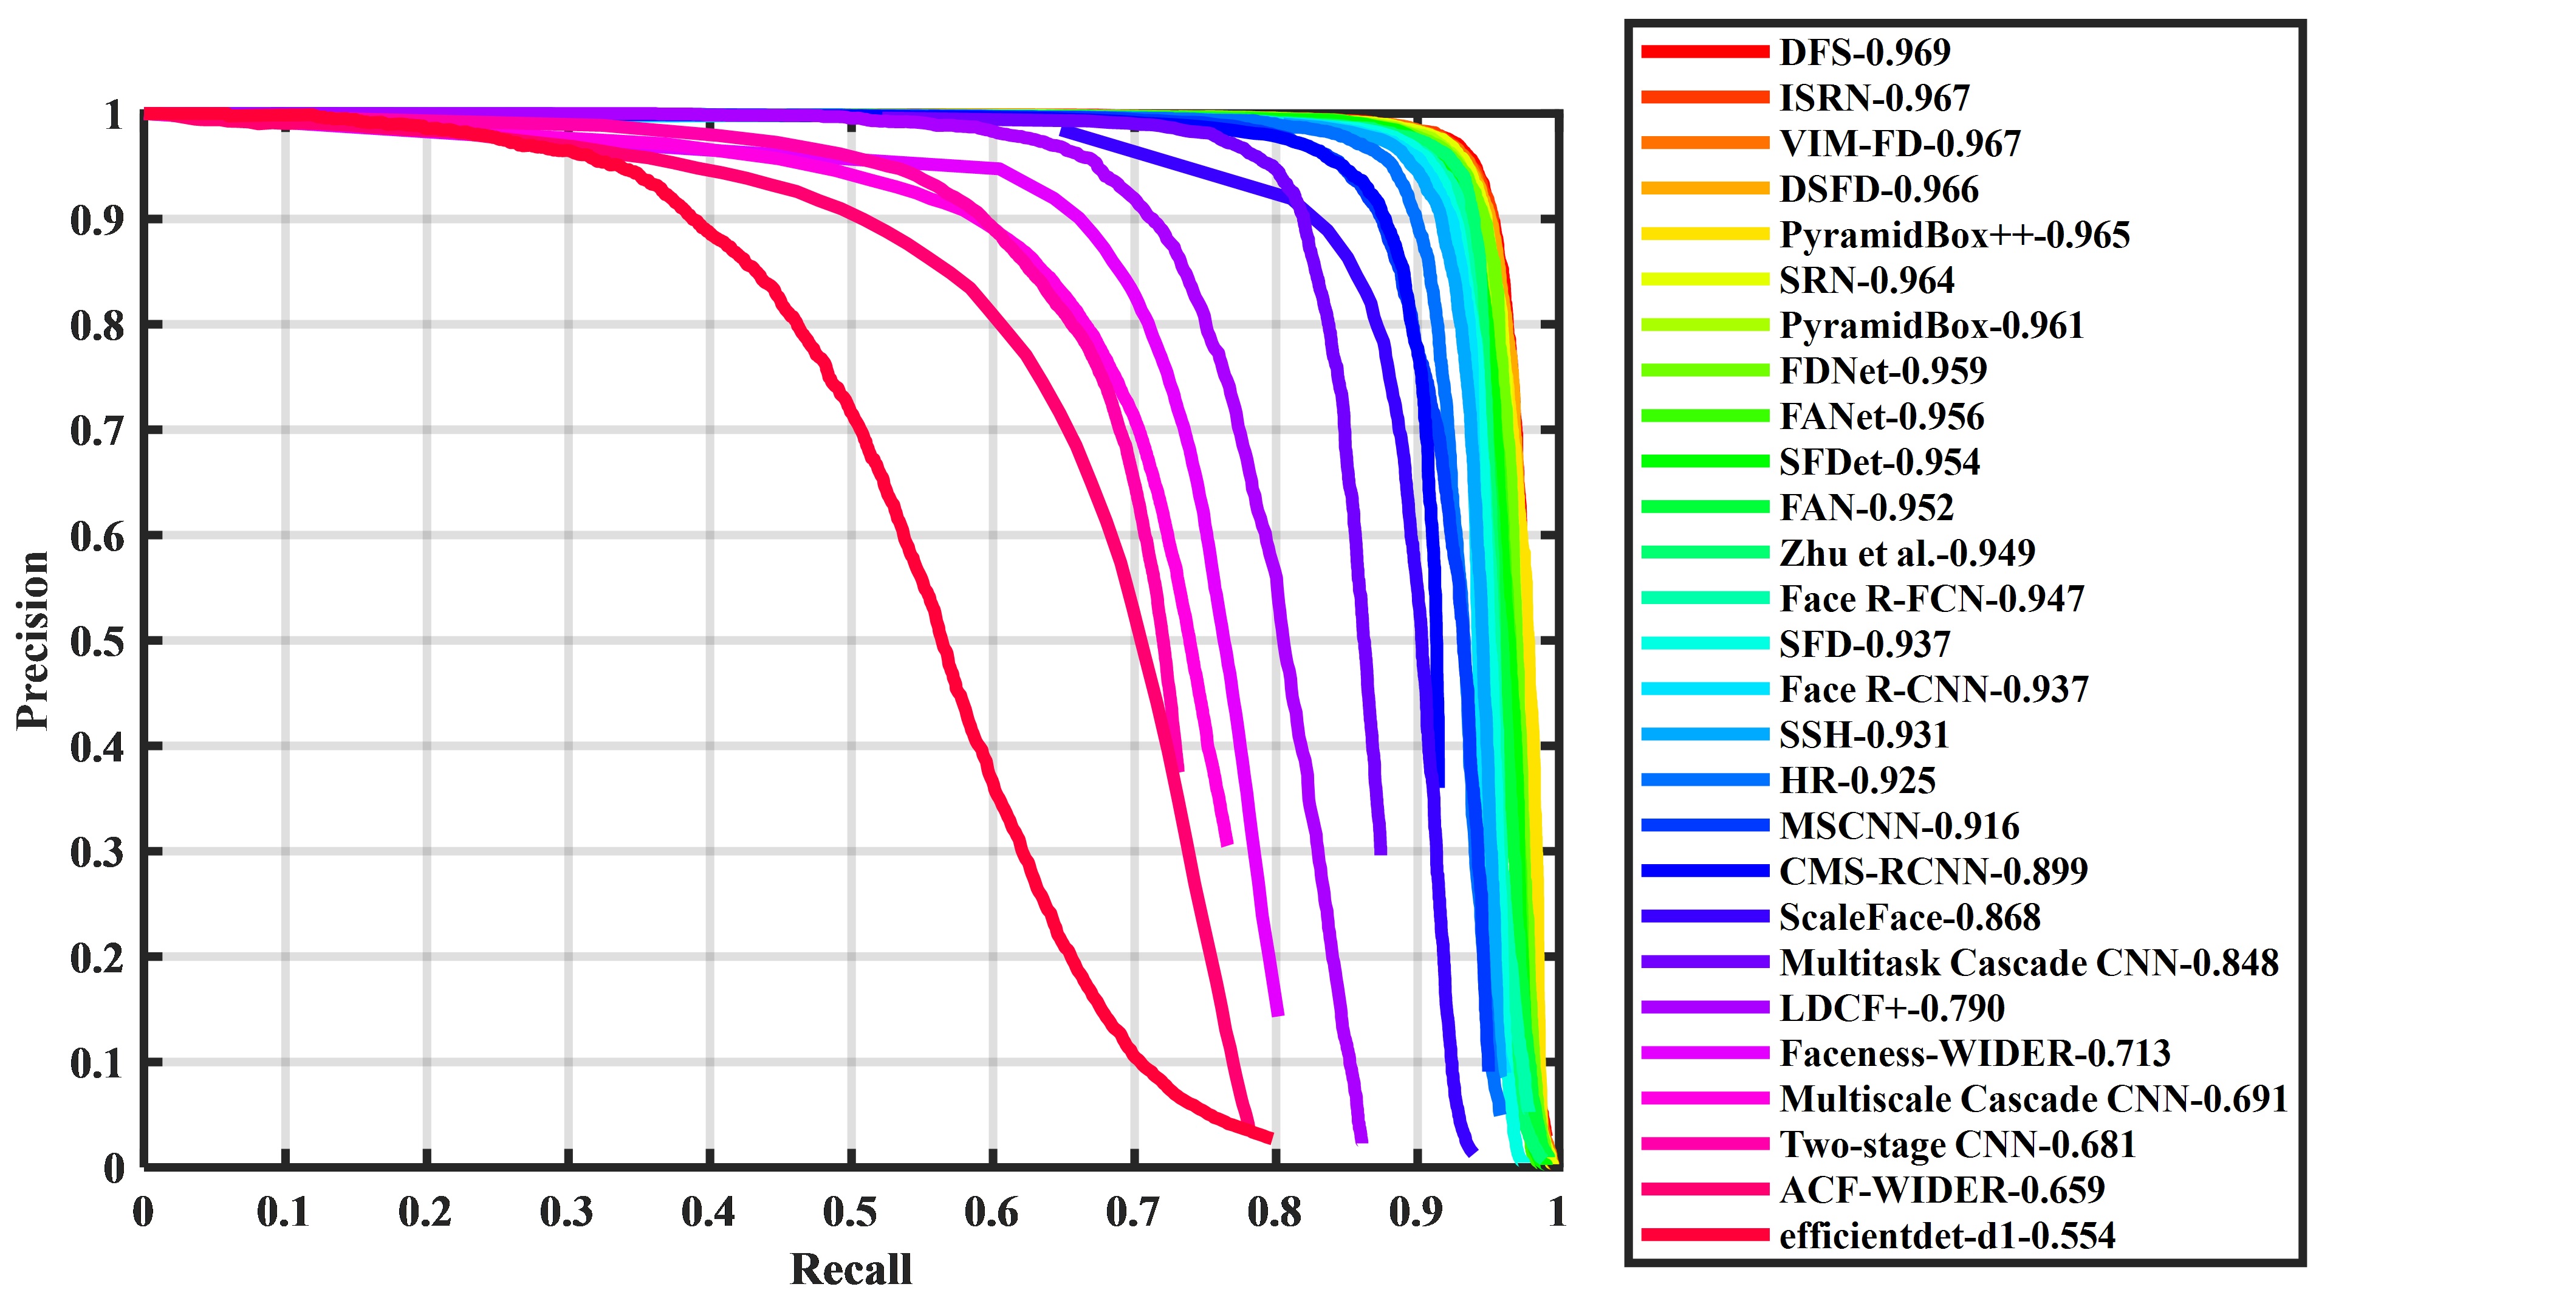 1
0.9
0.8
0.7
0.6
0.5
0.4
0.3
0.2
0.1
0
Precision
0 0.1 0.2 0.3 0.4 0.5 0.6 0.7 0.8 0.9 1
Recall
DFS-0.969
ISRN-0.967
VIM-FD-0.967
DSFD-0.966
PyramidBox++-0.965
SRN-0.964
PyramidBox-0.961
FDNet-0.959
FANet-0.956
SFDet-0.954
FAN-0.952
Zhu et al.-0.949
Face R-FCN-0.947
SFD-0.937
Face R-CNN-0.937
SSH-0.931
HR-0.925
MSCNN-0.916
CMS-RCNN-0.899
ScaleFace-0.868
Multitask Cascade CNN-0.848
LDCF+-0.790
Faceness-WIDER-0.713
Multiscale Cascade CNN-0.691
Two-stage CNN-0.681
ACF-WIDER-0.659
efficientdet-d1-0.554